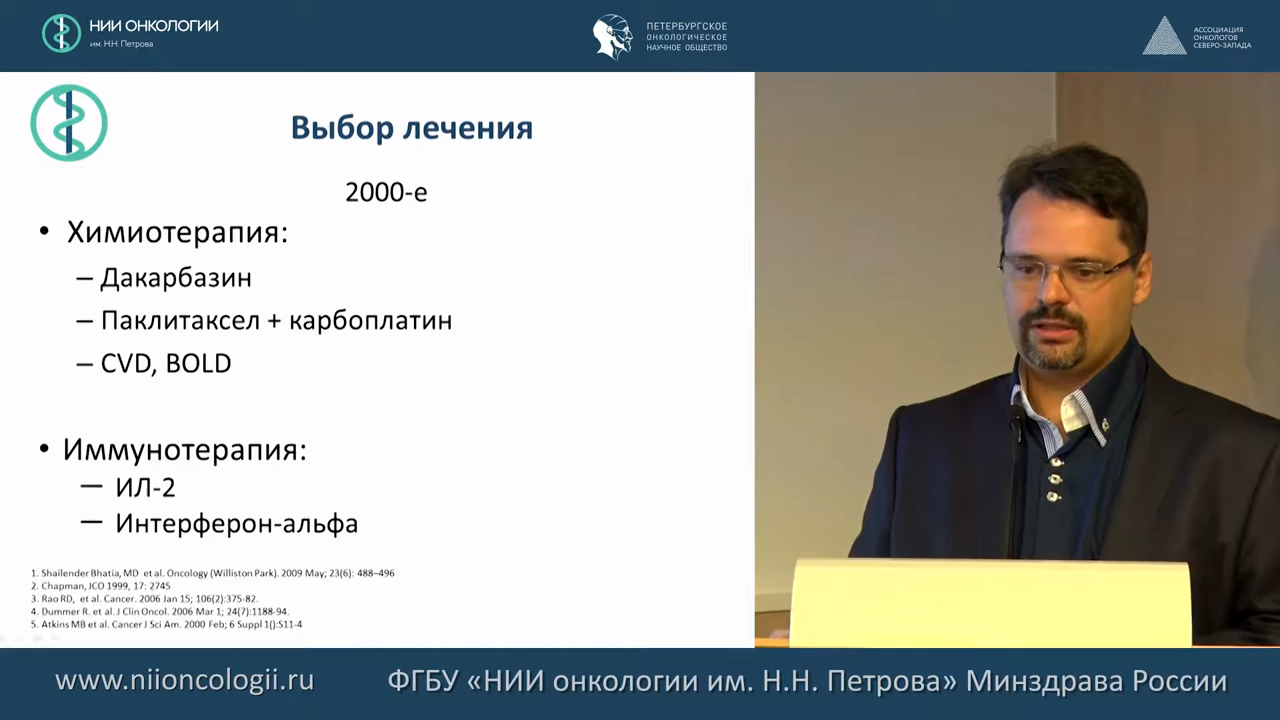 НИИ ОНКОЛОГИИ
им. Н.Н. Петрова
ПЕТЕРБУРГСКОЕ
ОНКОЛОГИЧЕСКОЕ
НАУЧНОЕ ОБЩЕСТВО
АССОЦИАЦИЯ
ОНКОЛОГОВ
СЕВЕРО-ЗАПАДА
Выбор лечения
2000-е
• Химиотерапия:
– Дакарбазин
– Паклитаксел + карбоплатин
– CVD, BOLD
• Иммунотерапия:
– ИЛ-2
– Интерферон-альфа
1. Shailender Bhatia, MD et al. Oncology (Williston Park). 2009 May; 23(6): 488–496
2. Chapman, JCO 1999, 17: 2745
3. Rao RD, et al. Cancer. 2006 Jan 15; 106(2):375-82.
4. Dummer R. et al. J Clin Oncol. 2006 Mar 1; 24(7):1188-94.
5. Atkins MB et al. Cancer J Sci Am. 2000 Feb; 6 Suppl 1():S11-4
www.niioncologii.ru
ФГБУ «НИИ онкологии им. Н.Н. Петрова» Минздрава России